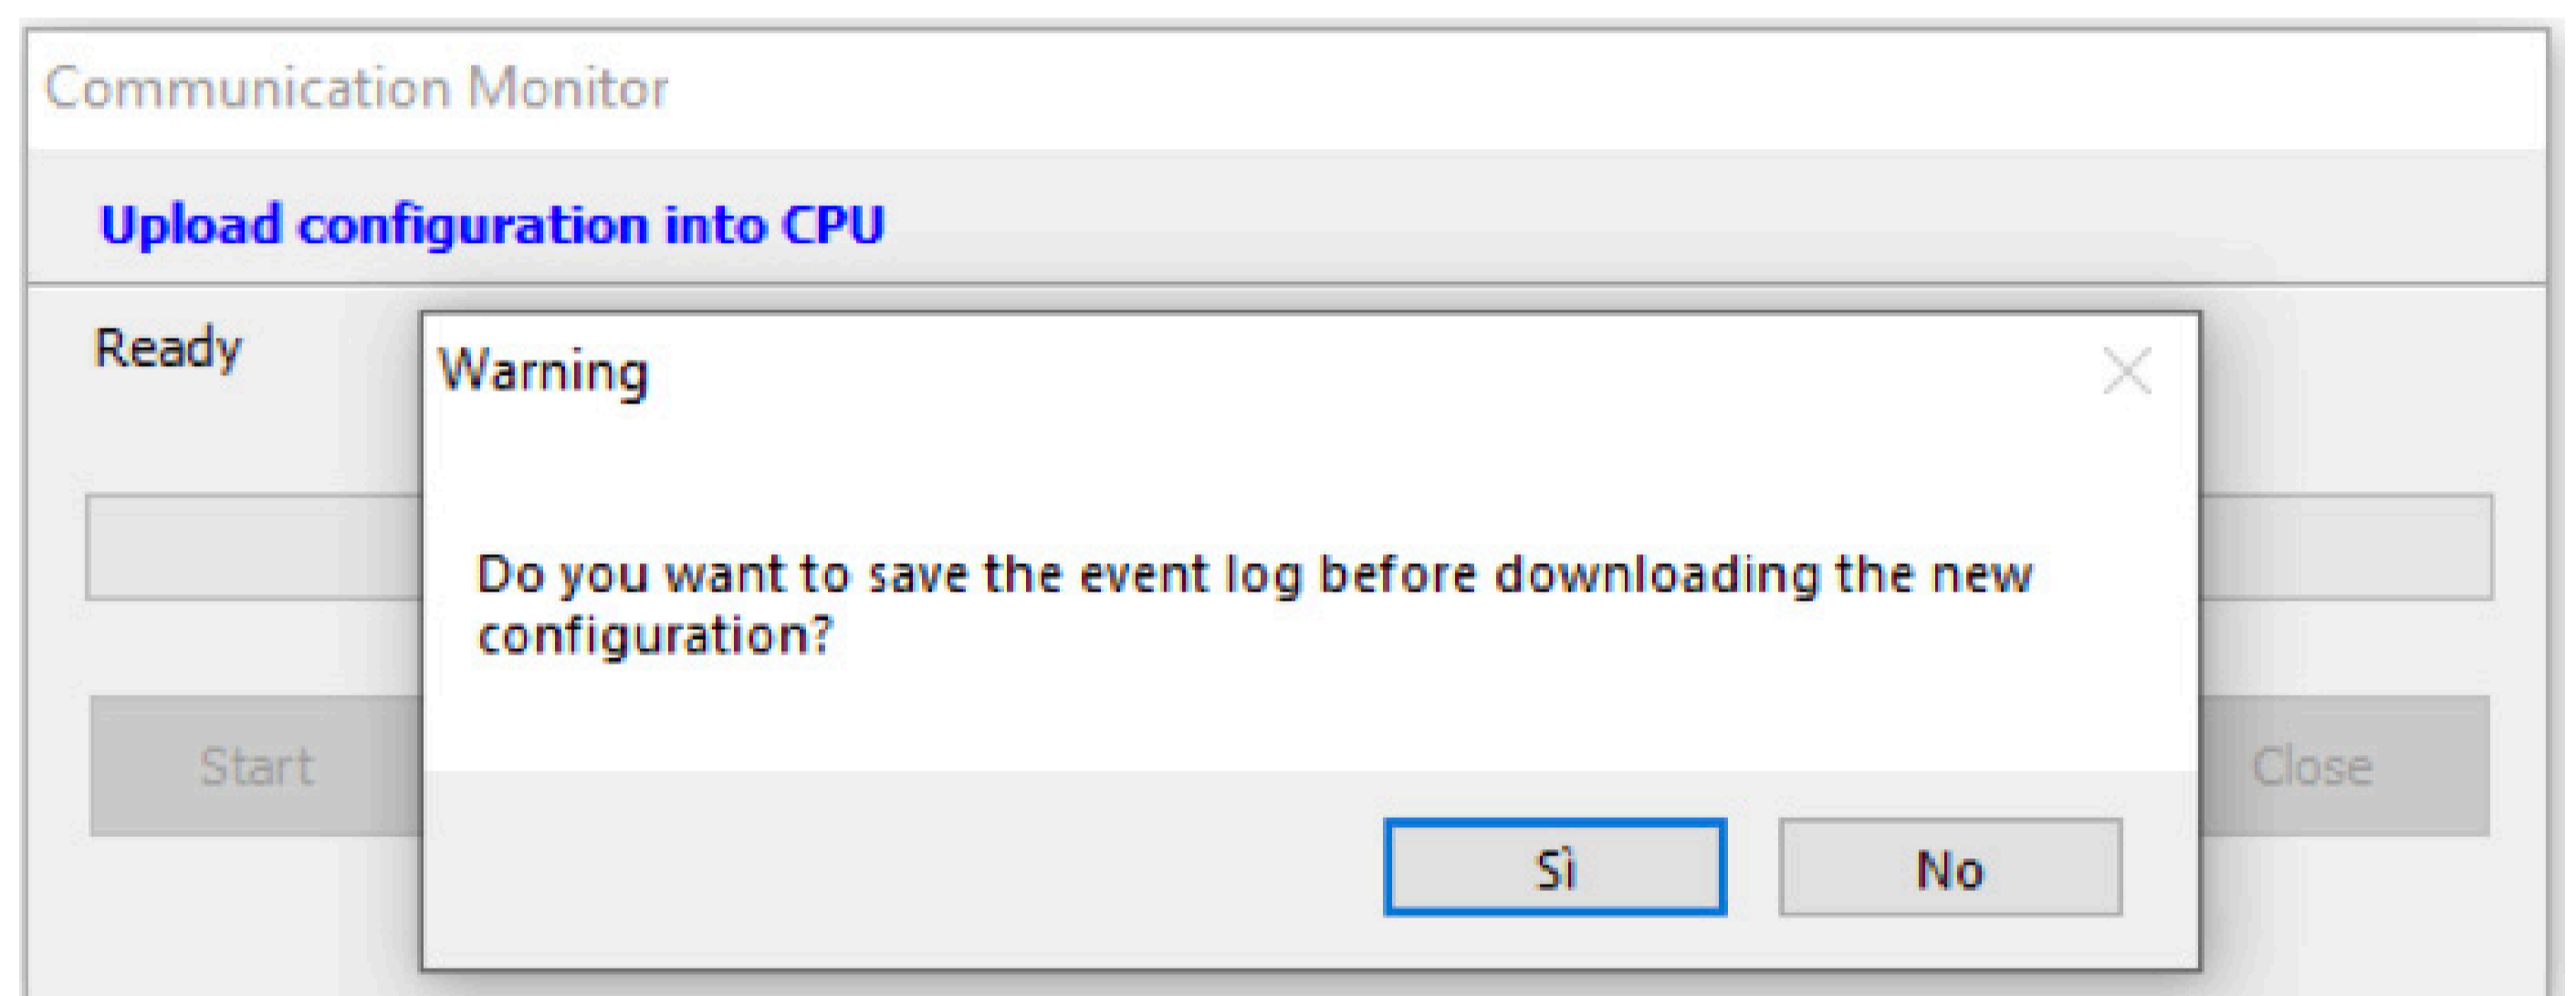 Communication Monitor
Upload configuration into CPU
Ready
Warning
Do you want to save the event log before downloading the new
configuration?
Start
Close
Sì
No